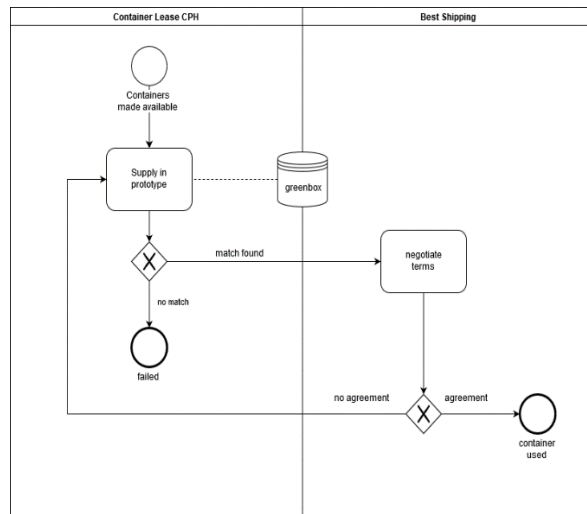 Container Lease CPH
Best Shipping
Containers
made available
Supply in
prototype
greenbox
match found
negotiate
terms
no match
failed
no agreement
agreement
container
used